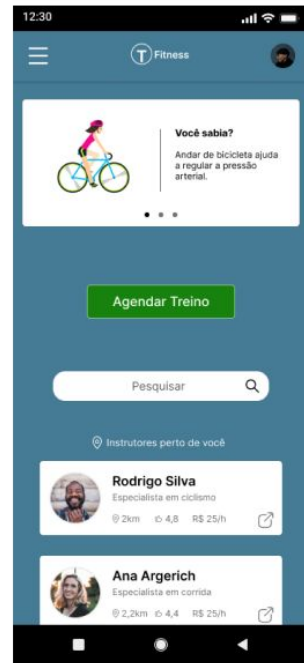 12:30
T Fitness
Você sabia?
Andar de bicicleta ajuda
a regular a pressão
arterial.
Agendar Treino
Pesquisar
Instrutores perto de você
Rodrigo Silva
Especialista em ciclismo
2km 4,8 R$ 25/h
Ana Argerich
Especialista em corrida
2,2km 4,4 R$ 25/h